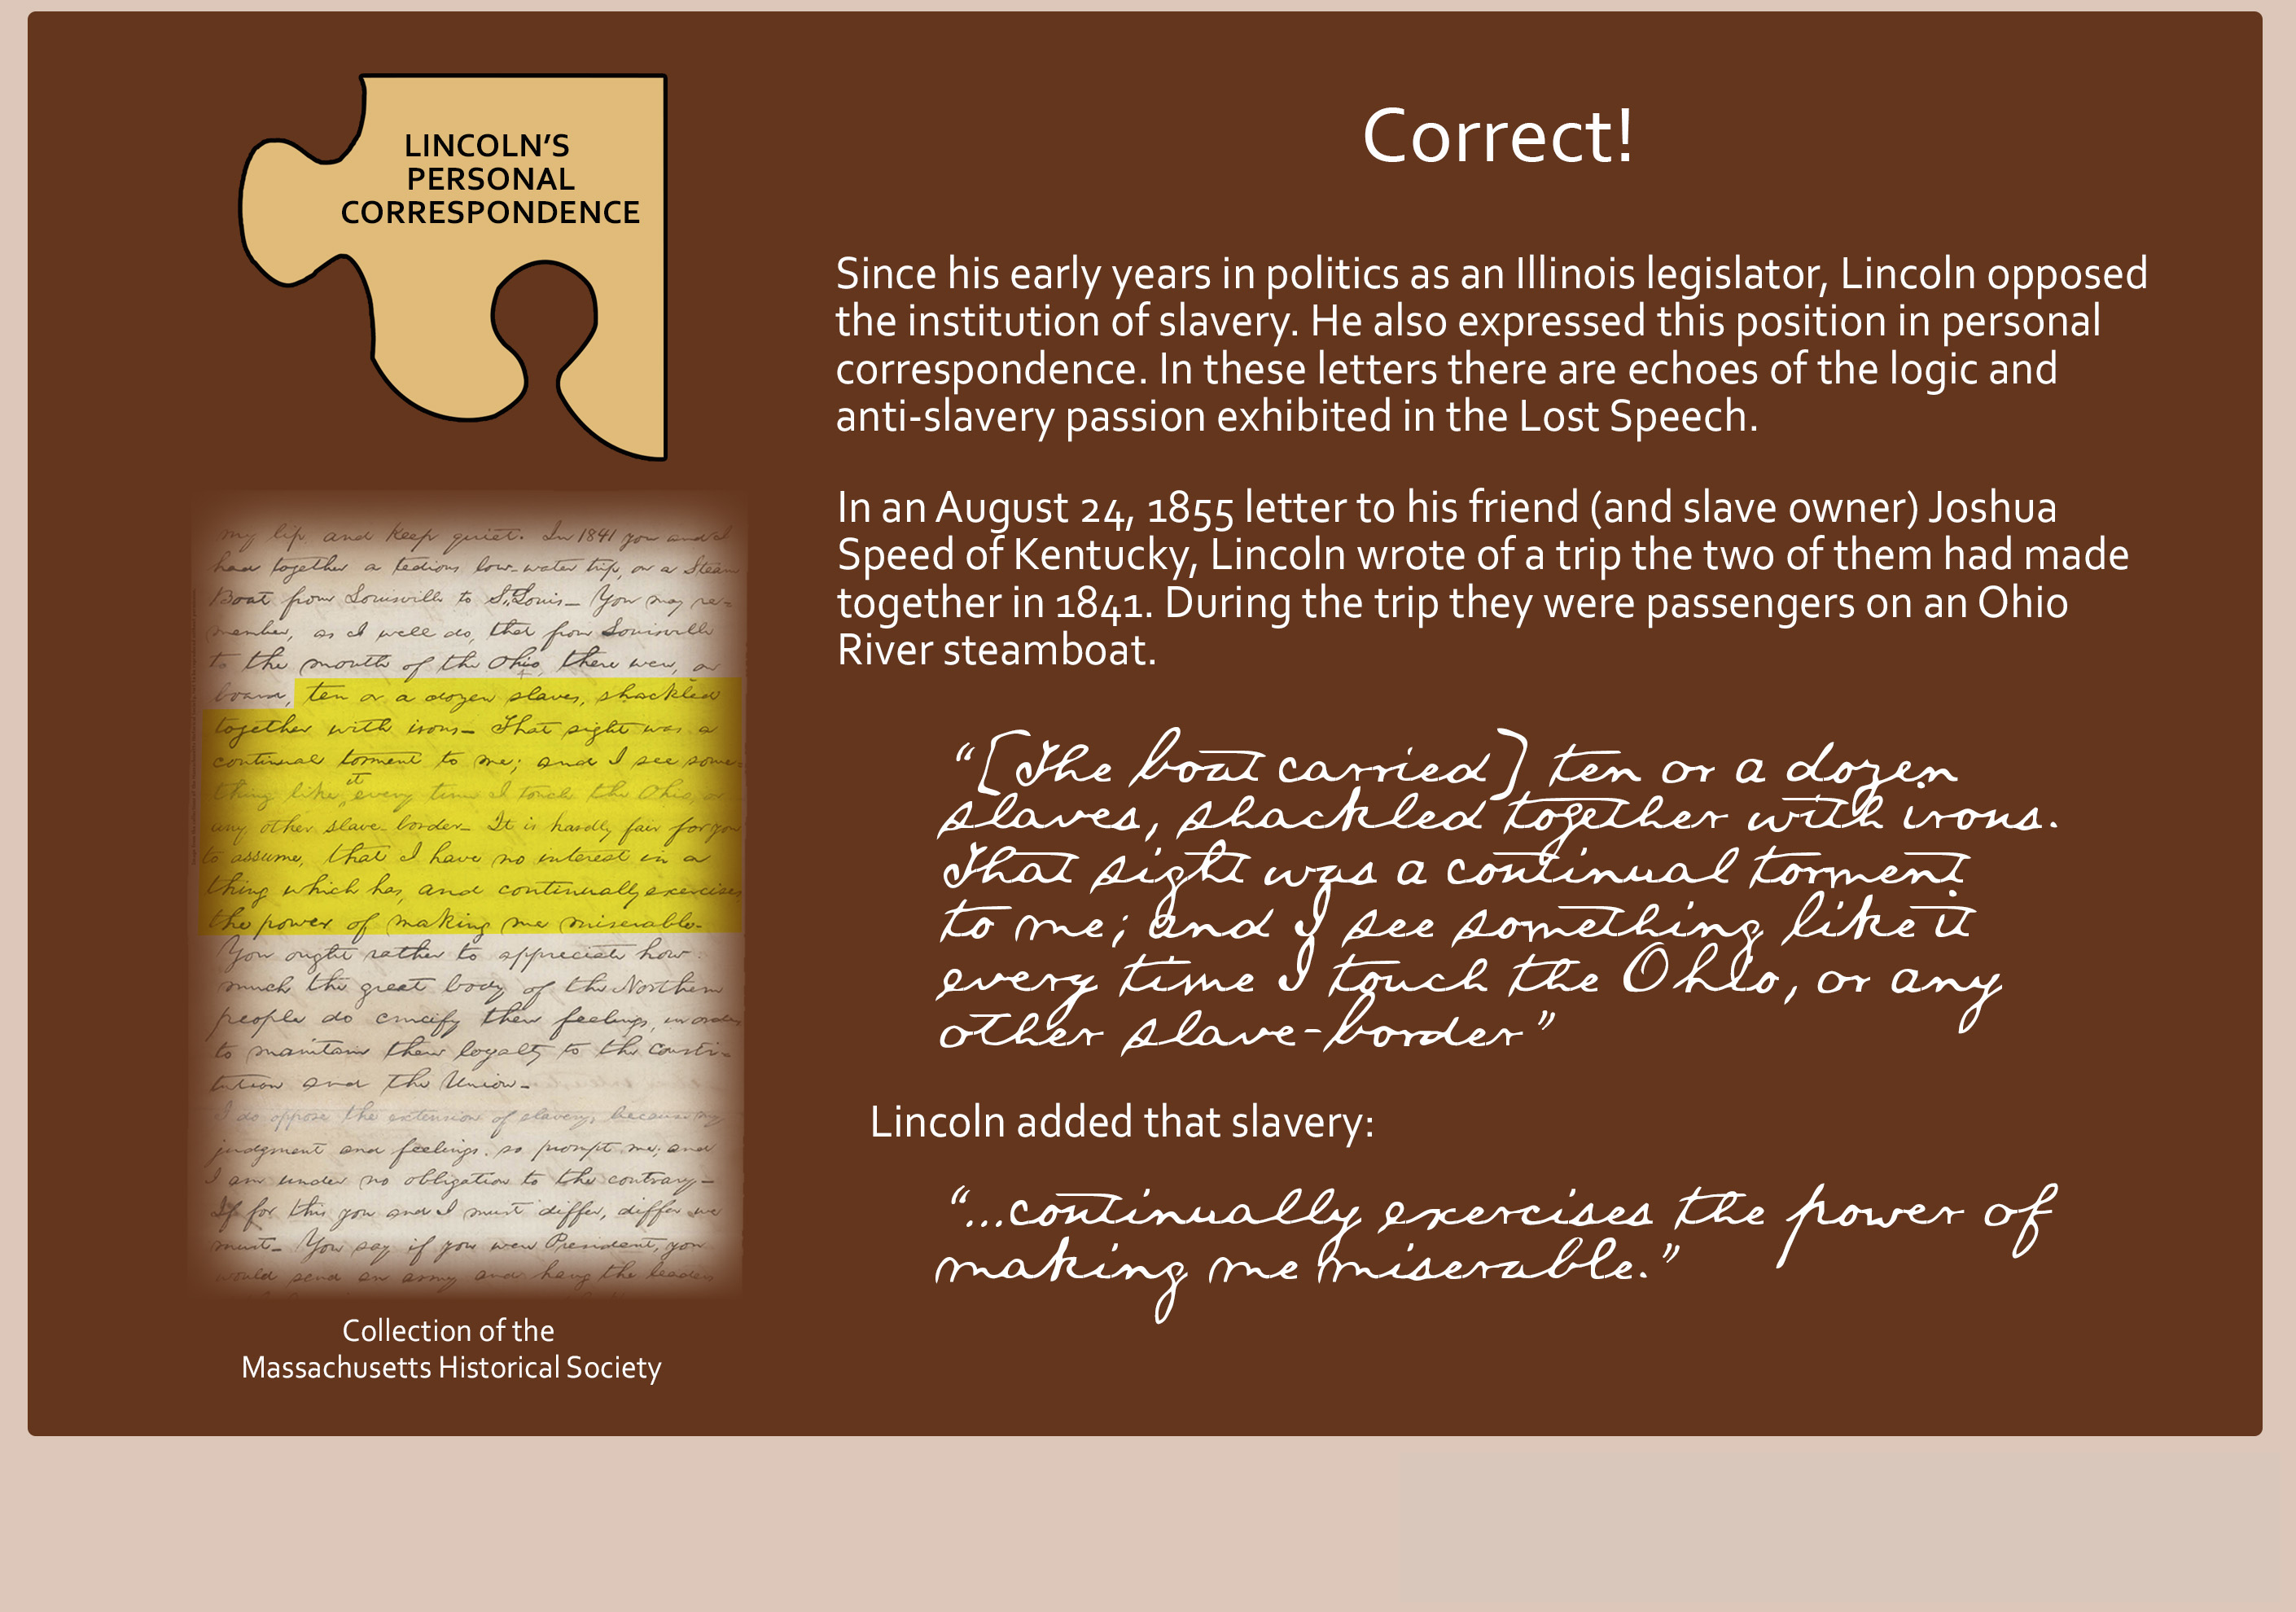 LINCOLN'S
PERSONAL
CORRESPONDENCE
my lip and keep quiet. In 1841 you and I
had together a tedious low-water trip, on a Steam
Boat from Louisville to St. Louis- You may re=
member, as I well do, that from Louisville
to the mouth of the Ohio, there were, on
board, ten or a dozen slaves, shackled
together with irons- That sight was a
continual torment to me; and I see some=
thing like it every time I touch the Ohio, or
any other slave-border- It is hardly fair for you
to assume, that I have no interest in a
thing which has, and continually exercises,
the power of making me miserable-
You ought rather to appreciate how
much the great body of the Northern
people do crucify their feelings, in order
to maintain their loyalty to the consti-
tution and the Union-
I do oppose the extension of slavery, because my
judgment and feelings so prompt me; and
I am under no obligation to the contrary-
If for this you and I must differ, differ we
must- You say if you were President, you
would send an army and hang the leaders
Collection of the
Massachusetts Historical Society
Correct!
Since his early years in politics as an Illinois legislator, Lincoln opposed
the institution of slavery. He also expressed this position in personal
correspondence. In these letters there are echoes of the logic and
anti-slavery passion exhibited in the Lost Speech.
In an August 24, 1855 letter to his friend (and slave owner) Joshua
Speed of Kentucky, Lincoln wrote of a trip the two of them had made
together in 1841. During the trip they were passengers on an Ohio
River steamboat.
“[The boat carried] ten or a dozen
slaves, shackled together with irons.
That sight was a continual torment
to me; and I see something like it
every time I touch the Ohio, or any
other slave-border”
Lincoln added that slavery:
“...continually exercises the power of
making me miserable.”